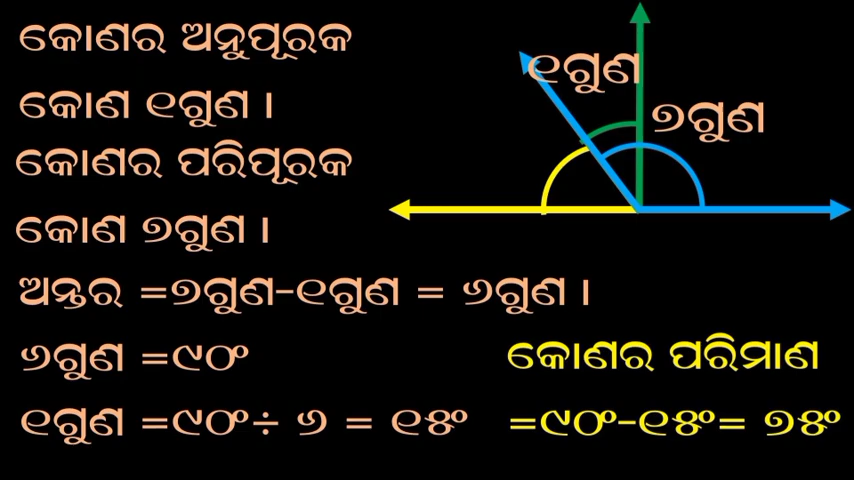 କୋଣର ଅନୁପୂରକ
କୋଣ ୧ଗୁଣ ।
କୋଣର ପରିପୂରକ
କୋଣ ୭ଗୁଣ ।
ଅନ୍ତର =୭ଗୁଣ-୧ଗୁଣ = ୬ଗୁଣ ।
୬ଗୁଣ =୯୦°
୧ଗୁଣ =୯୦°÷ ୬ = ୧୫°
୧ଗୁଣ
୭ଗୁଣ
କୋଣର ପରିମାଣ
=୯୦°-୧୫°= ୭୫°